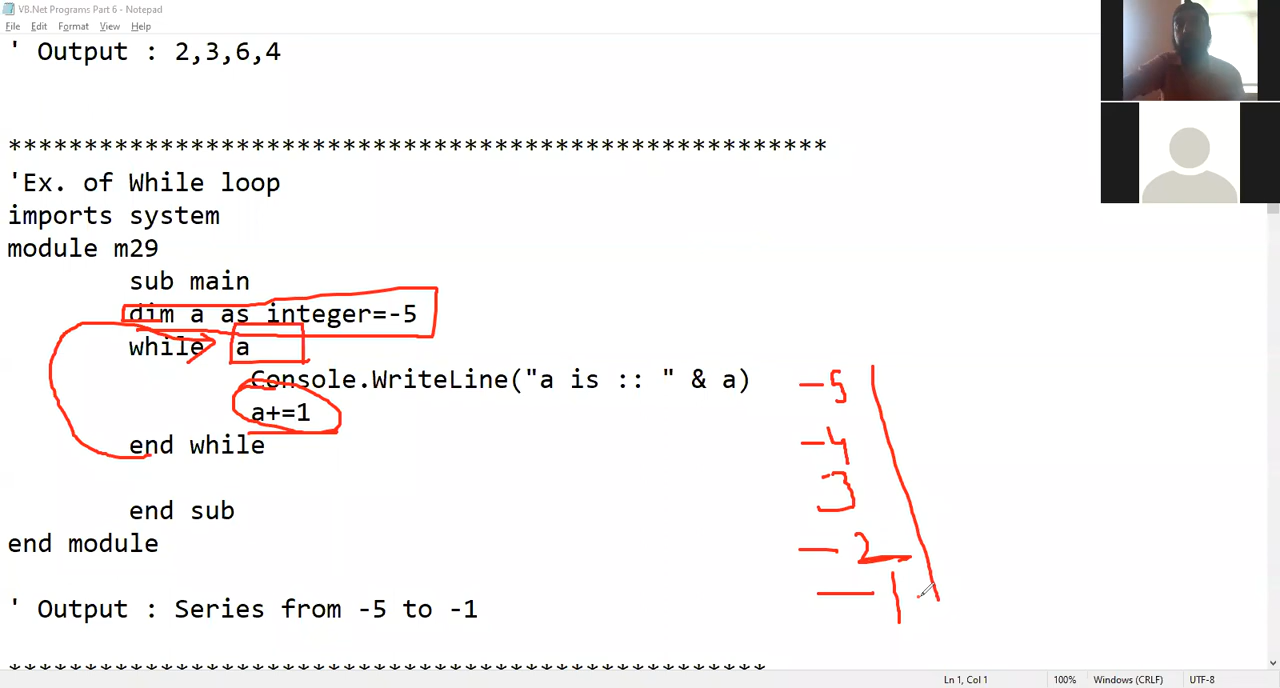 VB.Net Programs Part 6 - Notepad
File Edit Format View Help
' Output : 2,3,6,4
******************************************************
'Ex. of While loop
imports system
module m29
sub main
dim a as integer=-5
while a
Console.WriteLine("a is :: " & a)
a+=1
end while
end sub
end module
' Output : Series from -5 to -1
**************************************************
-5
-4
3
-2
-1
Ln 1, Col 1 100% Windows (CRLF) UTF-8